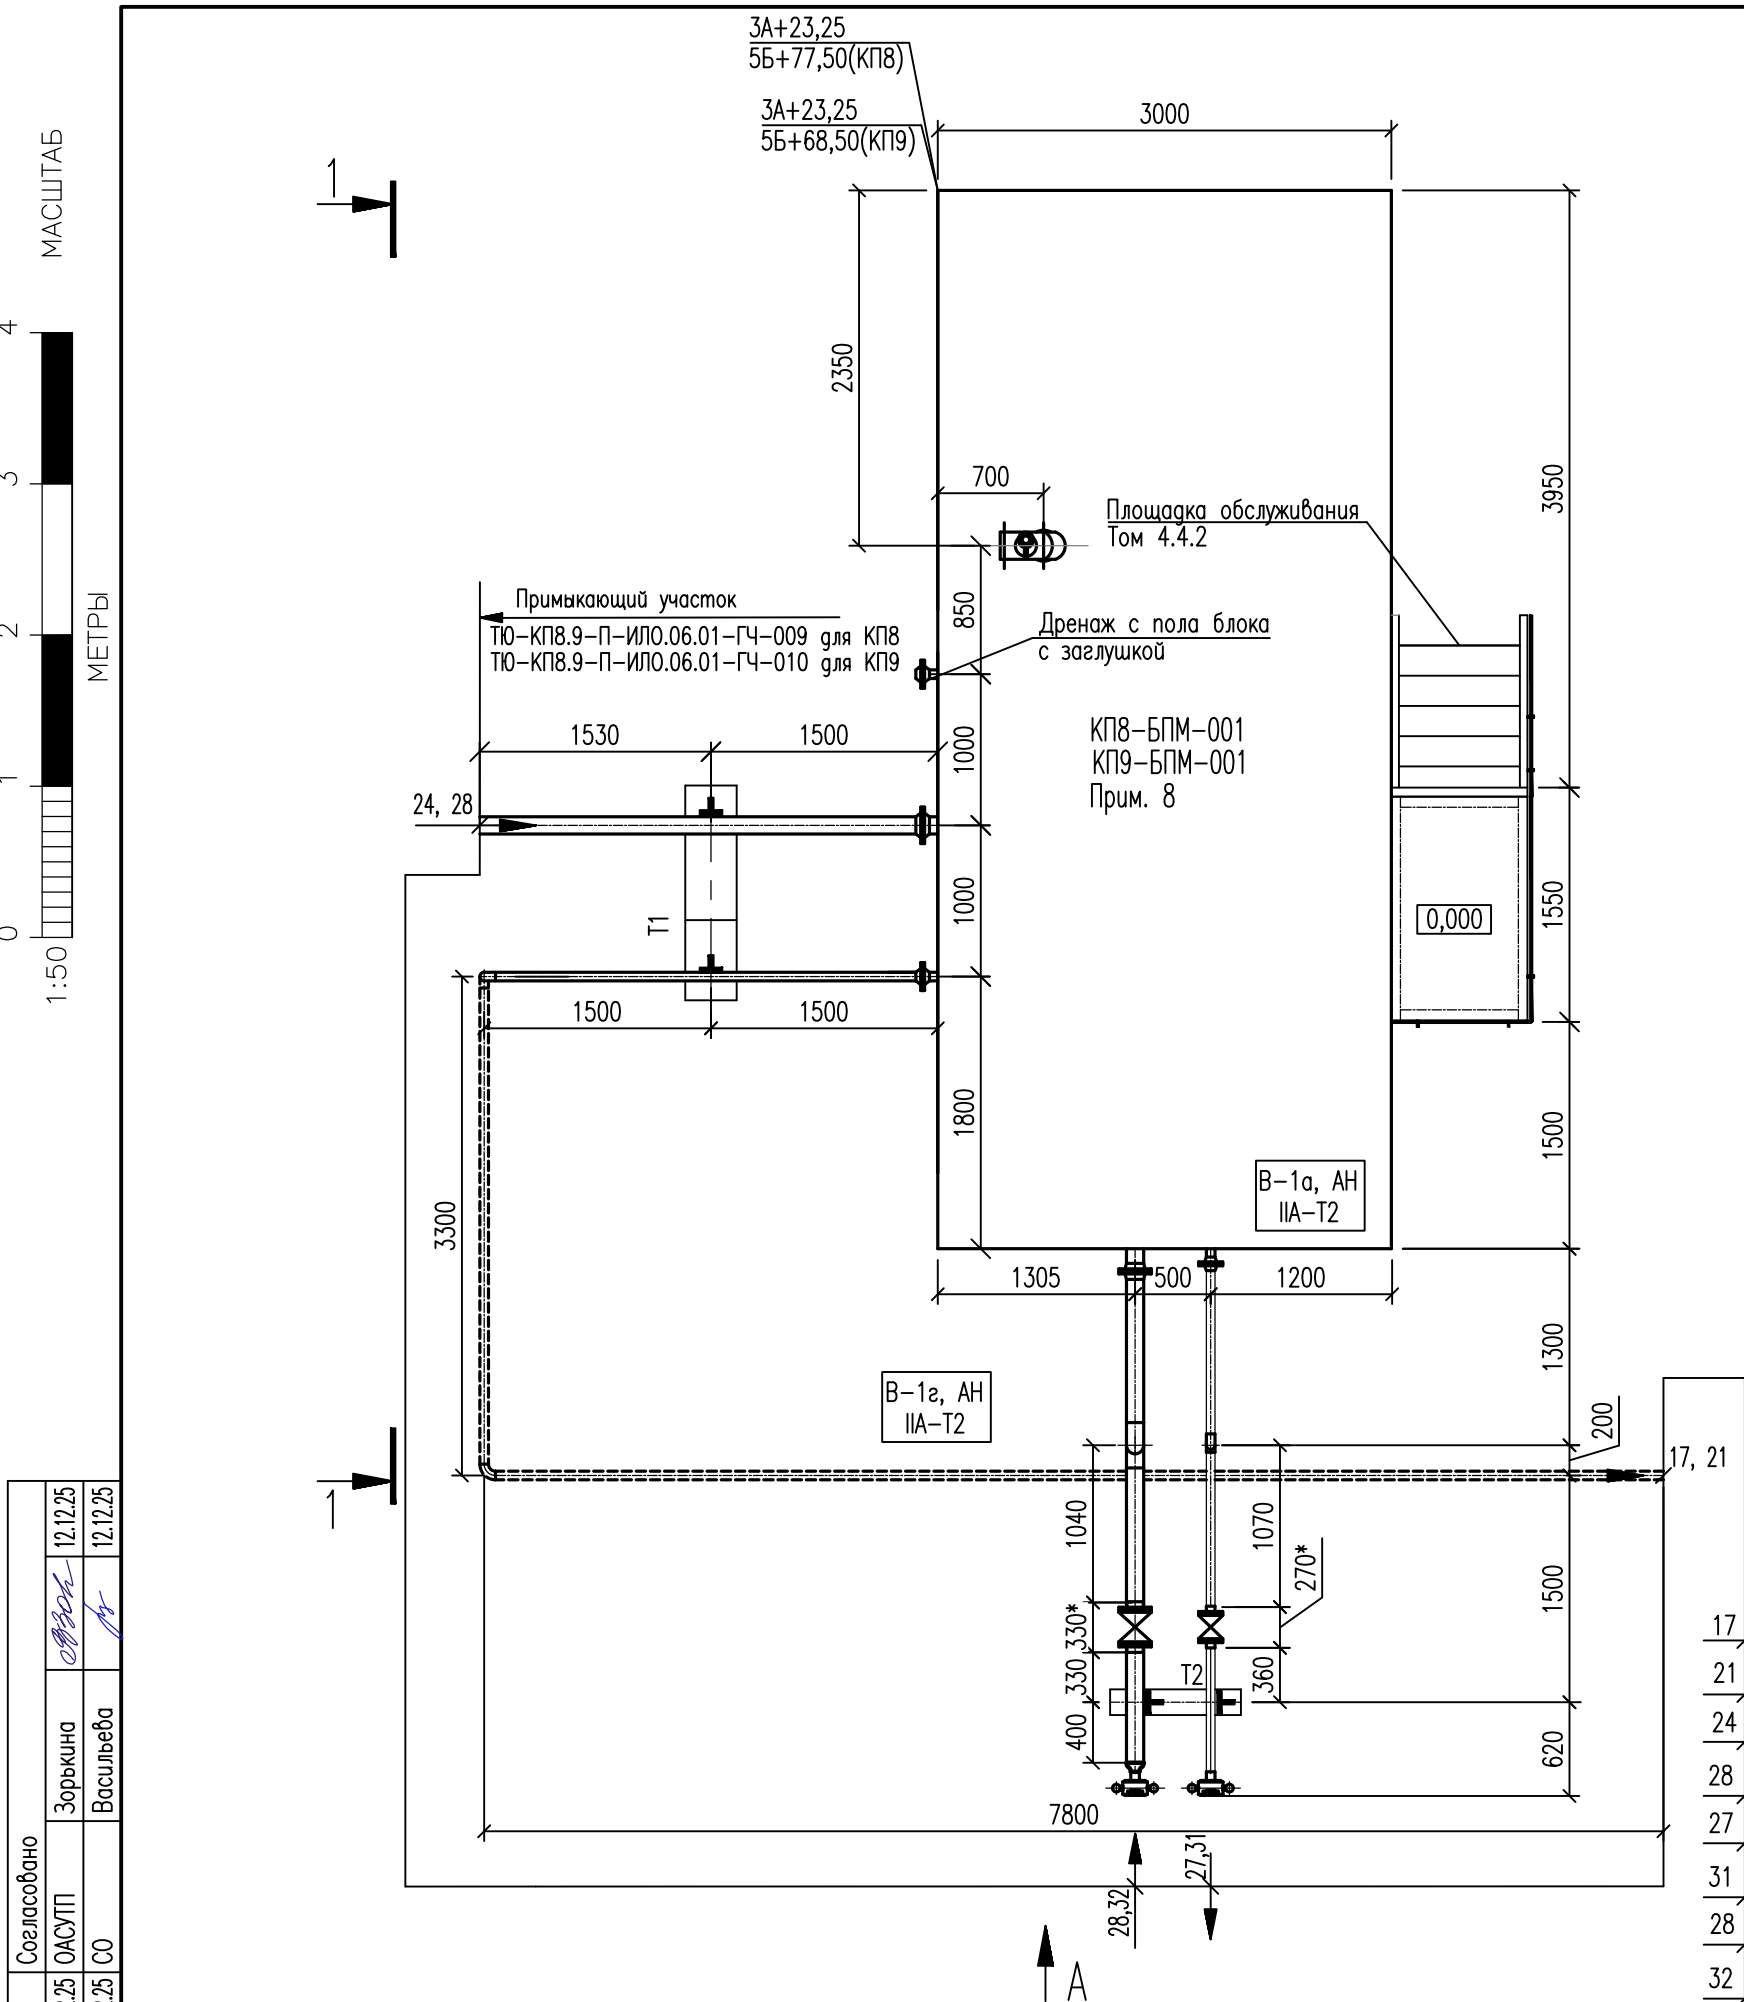 3А+23,25
5Б+77,50(КП8)
3А+23,25
5Б+68,50(КП9)
3000
МАСШТАБ
1
2350
3950
4
3
2
1
0
МЕТРЫ
1:50
700
Площадка обслуживания
Том 4.4.2
Примыкающий участок
ТЮ-КП8.9-П-ИЛО.06.01-ГЧ-009 для КП8
ТЮ-КП8.9-П-ИЛО.06.01-ГЧ-010 для КП9
850
Дренаж с пола блока
с заглушкой
КП8-БПМ-001
КП9-БПМ-001
Прим. 8
1530
1500
1000
24, 28
Т1
1000
0,000
1550
1500
1500
1800
1500
3300
В-1а, АН
IIА-Т2
1305
500
1200
1300
В-1г, АН
IIА-Т2
200
17, 21
1
1040
1070
270*
330*
1500
330
Т2
360
400
620
7800
28,32
27,31
А
17
21
24
28
27
31
28
32
Согласовано
ОАСУТП
Зорькина
12.12.25
СО
Васильева
12.12.25
.25
.25